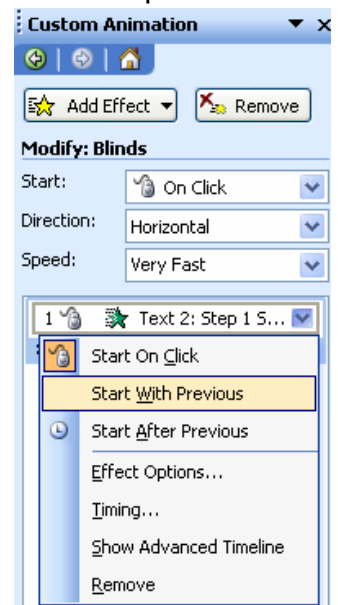 Custom Animation
Add Effect Remove
Modify: Blinds
Start: On Click
Direction: Horizontal
Speed: Very Fast
1 Text 2: Step 1 S...
Start On Click
Start With Previous
Start After Previous
Effect Options...
Timing...
Show Advanced Timeline
Remove